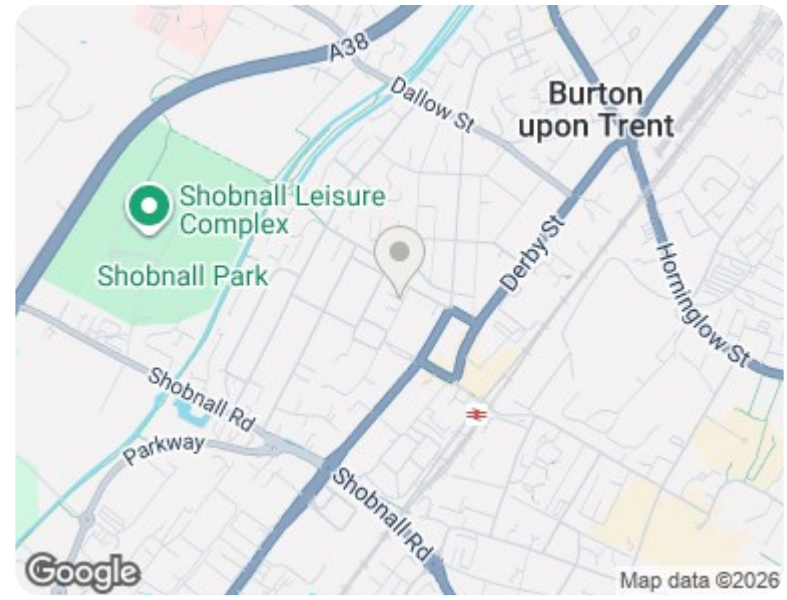 A38
Dallow St
Burton
upon Trent
Shobnall Leisure
Complex
Shobnall Park
Derby St
Horninglow St
Shobnall Rd
Parkway
Shobnall Rd
Google
Map data ©2026